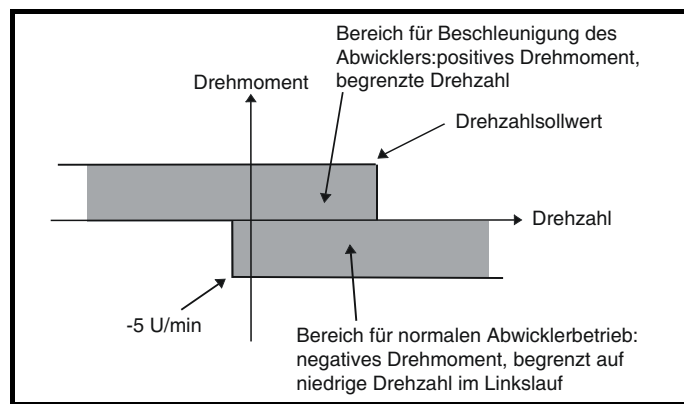 Bereich für Beschleunigung des
Abwicklers:positives Drehmoment,
begrenzte Drehzahl
Drehmoment
Drehzahlsollwert
Drehzahl
-5 U/min
Bereich für normalen Abwicklerbetrieb:
negatives Drehmoment, begrenzt auf
niedrige Drehzahl im Linkslauf